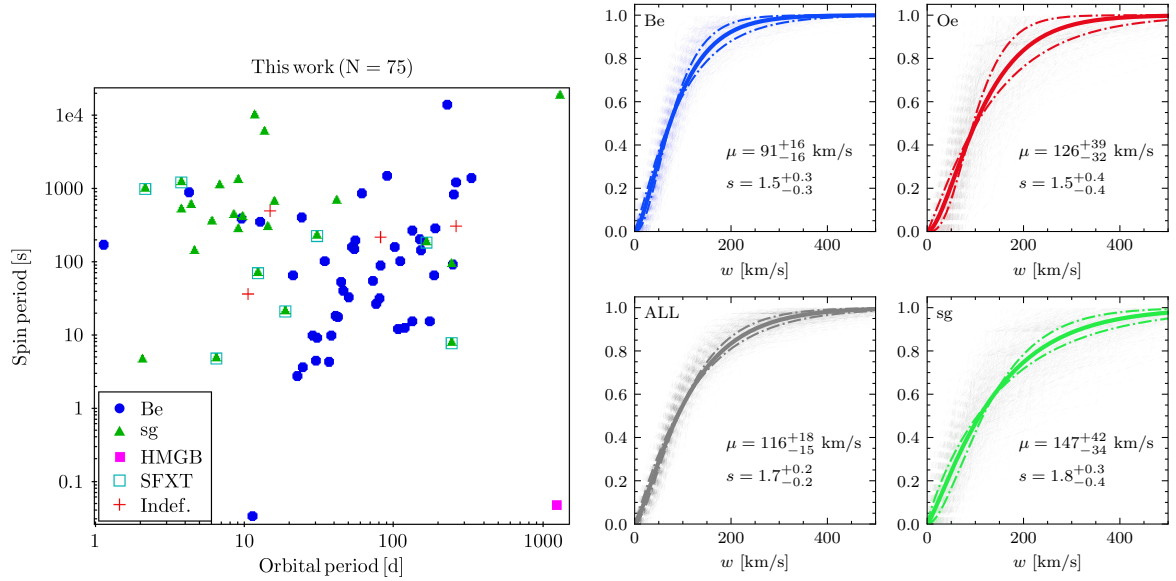 This work (N = 75)
Spin period [s]
1e4
1000
100
10
1
0.1
Be
sg
HMGB
SFXT
Indef.
1 10 100 1000
Orbital period [d]
Be
1.0
0.8
0.6
0.4
0.2
0.0
μ = 91 +16 −16 km/s
s = 1.5 +0.3 −0.3
0 200 400
w [km/s]
Oe
1.0
0.8
0.6
0.4
0.2
0.0
μ = 126 +39 −32 km/s
s = 1.5 +0.4 −0.4
0 200 400
w [km/s]
ALL
1.0
0.8
0.6
0.4
0.2
0.0
μ = 116 +18 −15 km/s
s = 1.7 +0.2 −0.2
0 200 400
w [km/s]
sg
1.0
0.8
0.6
0.4
0.2
0.0
μ = 147 +42 −34 km/s
s = 1.8 +0.3 −0.4
0 200 400
w [km/s]